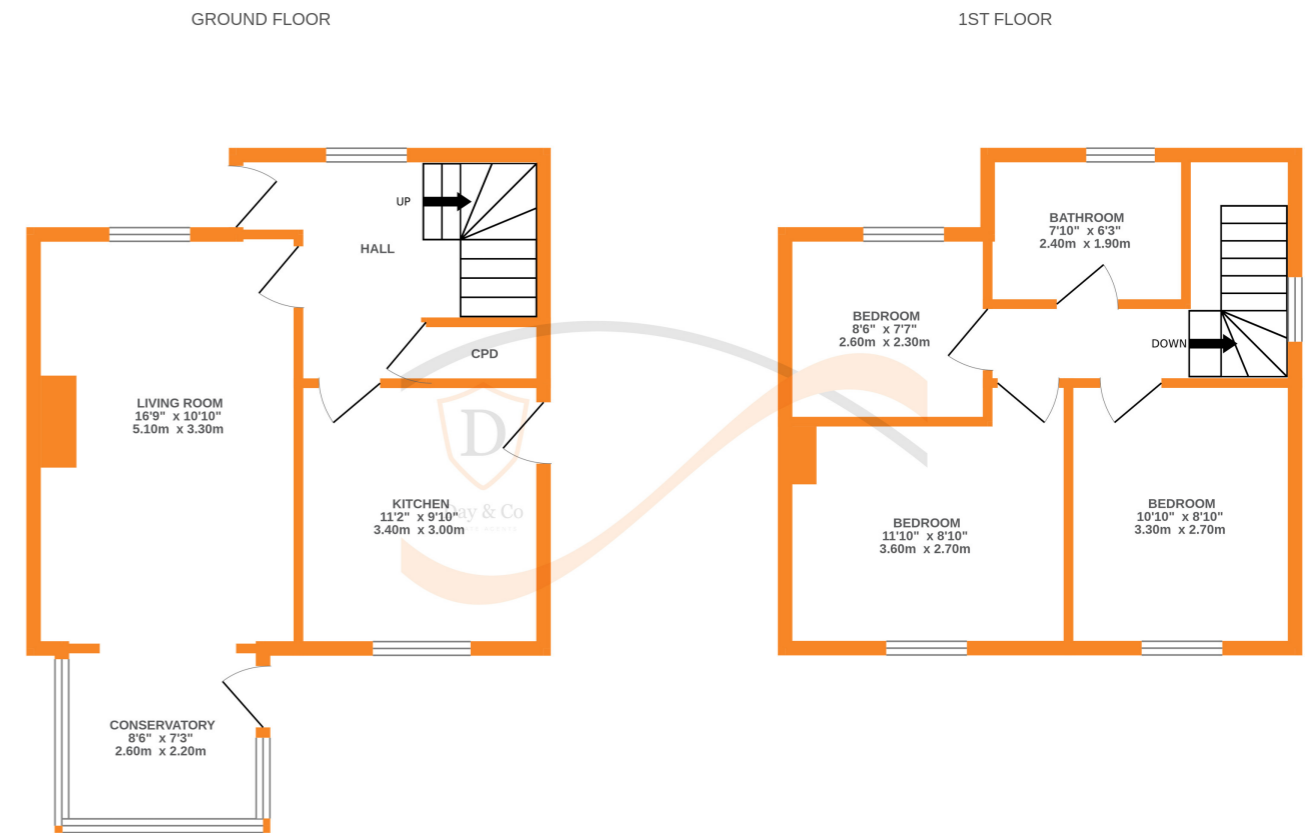 GROUND FLOOR
1ST FLOOR
UP
HALL
CPD
LIVING ROOM
16'9" x 10'10"
5.10m x 3.30m
KITCHEN
11'2" x 9'10"
3.40m x 3.00m
CONSERVATORY
8'6" x 7'3"
2.60m x 2.20m
BATHROOM
7'10" x 6'3"
2.40m x 1.90m
BEDROOM
8'6" x 7'7"
2.60m x 2.30m
DOWN
BEDROOM
11'10" x 8'10"
3.60m x 2.70m
BEDROOM
10'10" x 8'10"
3.30m x 2.70m
D
Day & Co